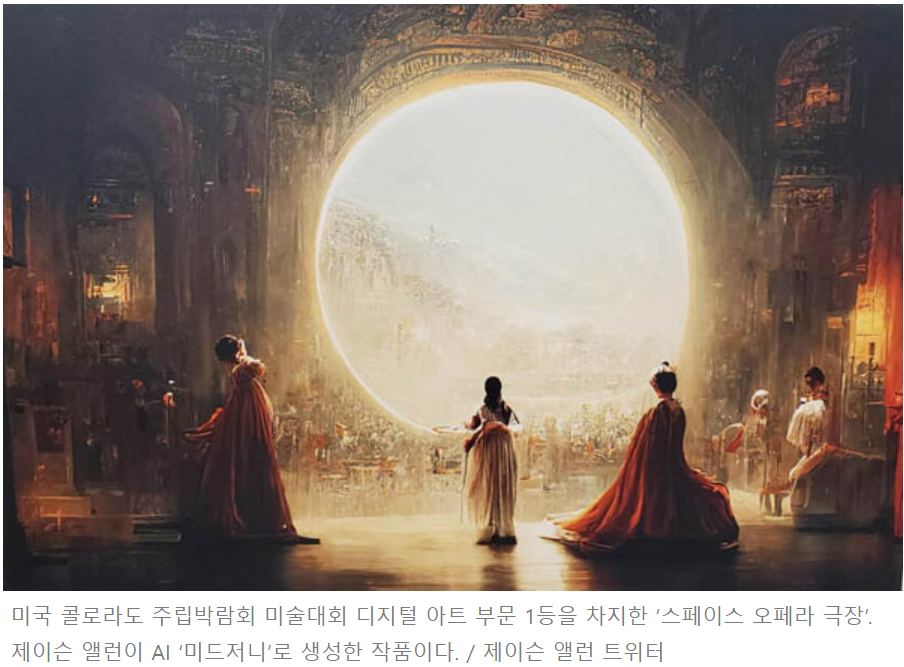 미국 콜로라도 주립박람회 미술대회 디지털 아트 부문 1등을 차지한 ‘스페이스 오페라 극장’.
제이슨 앨런이 AI ‘미드저니’로 생성한 작품이다. / 제이슨 앨런 트위터